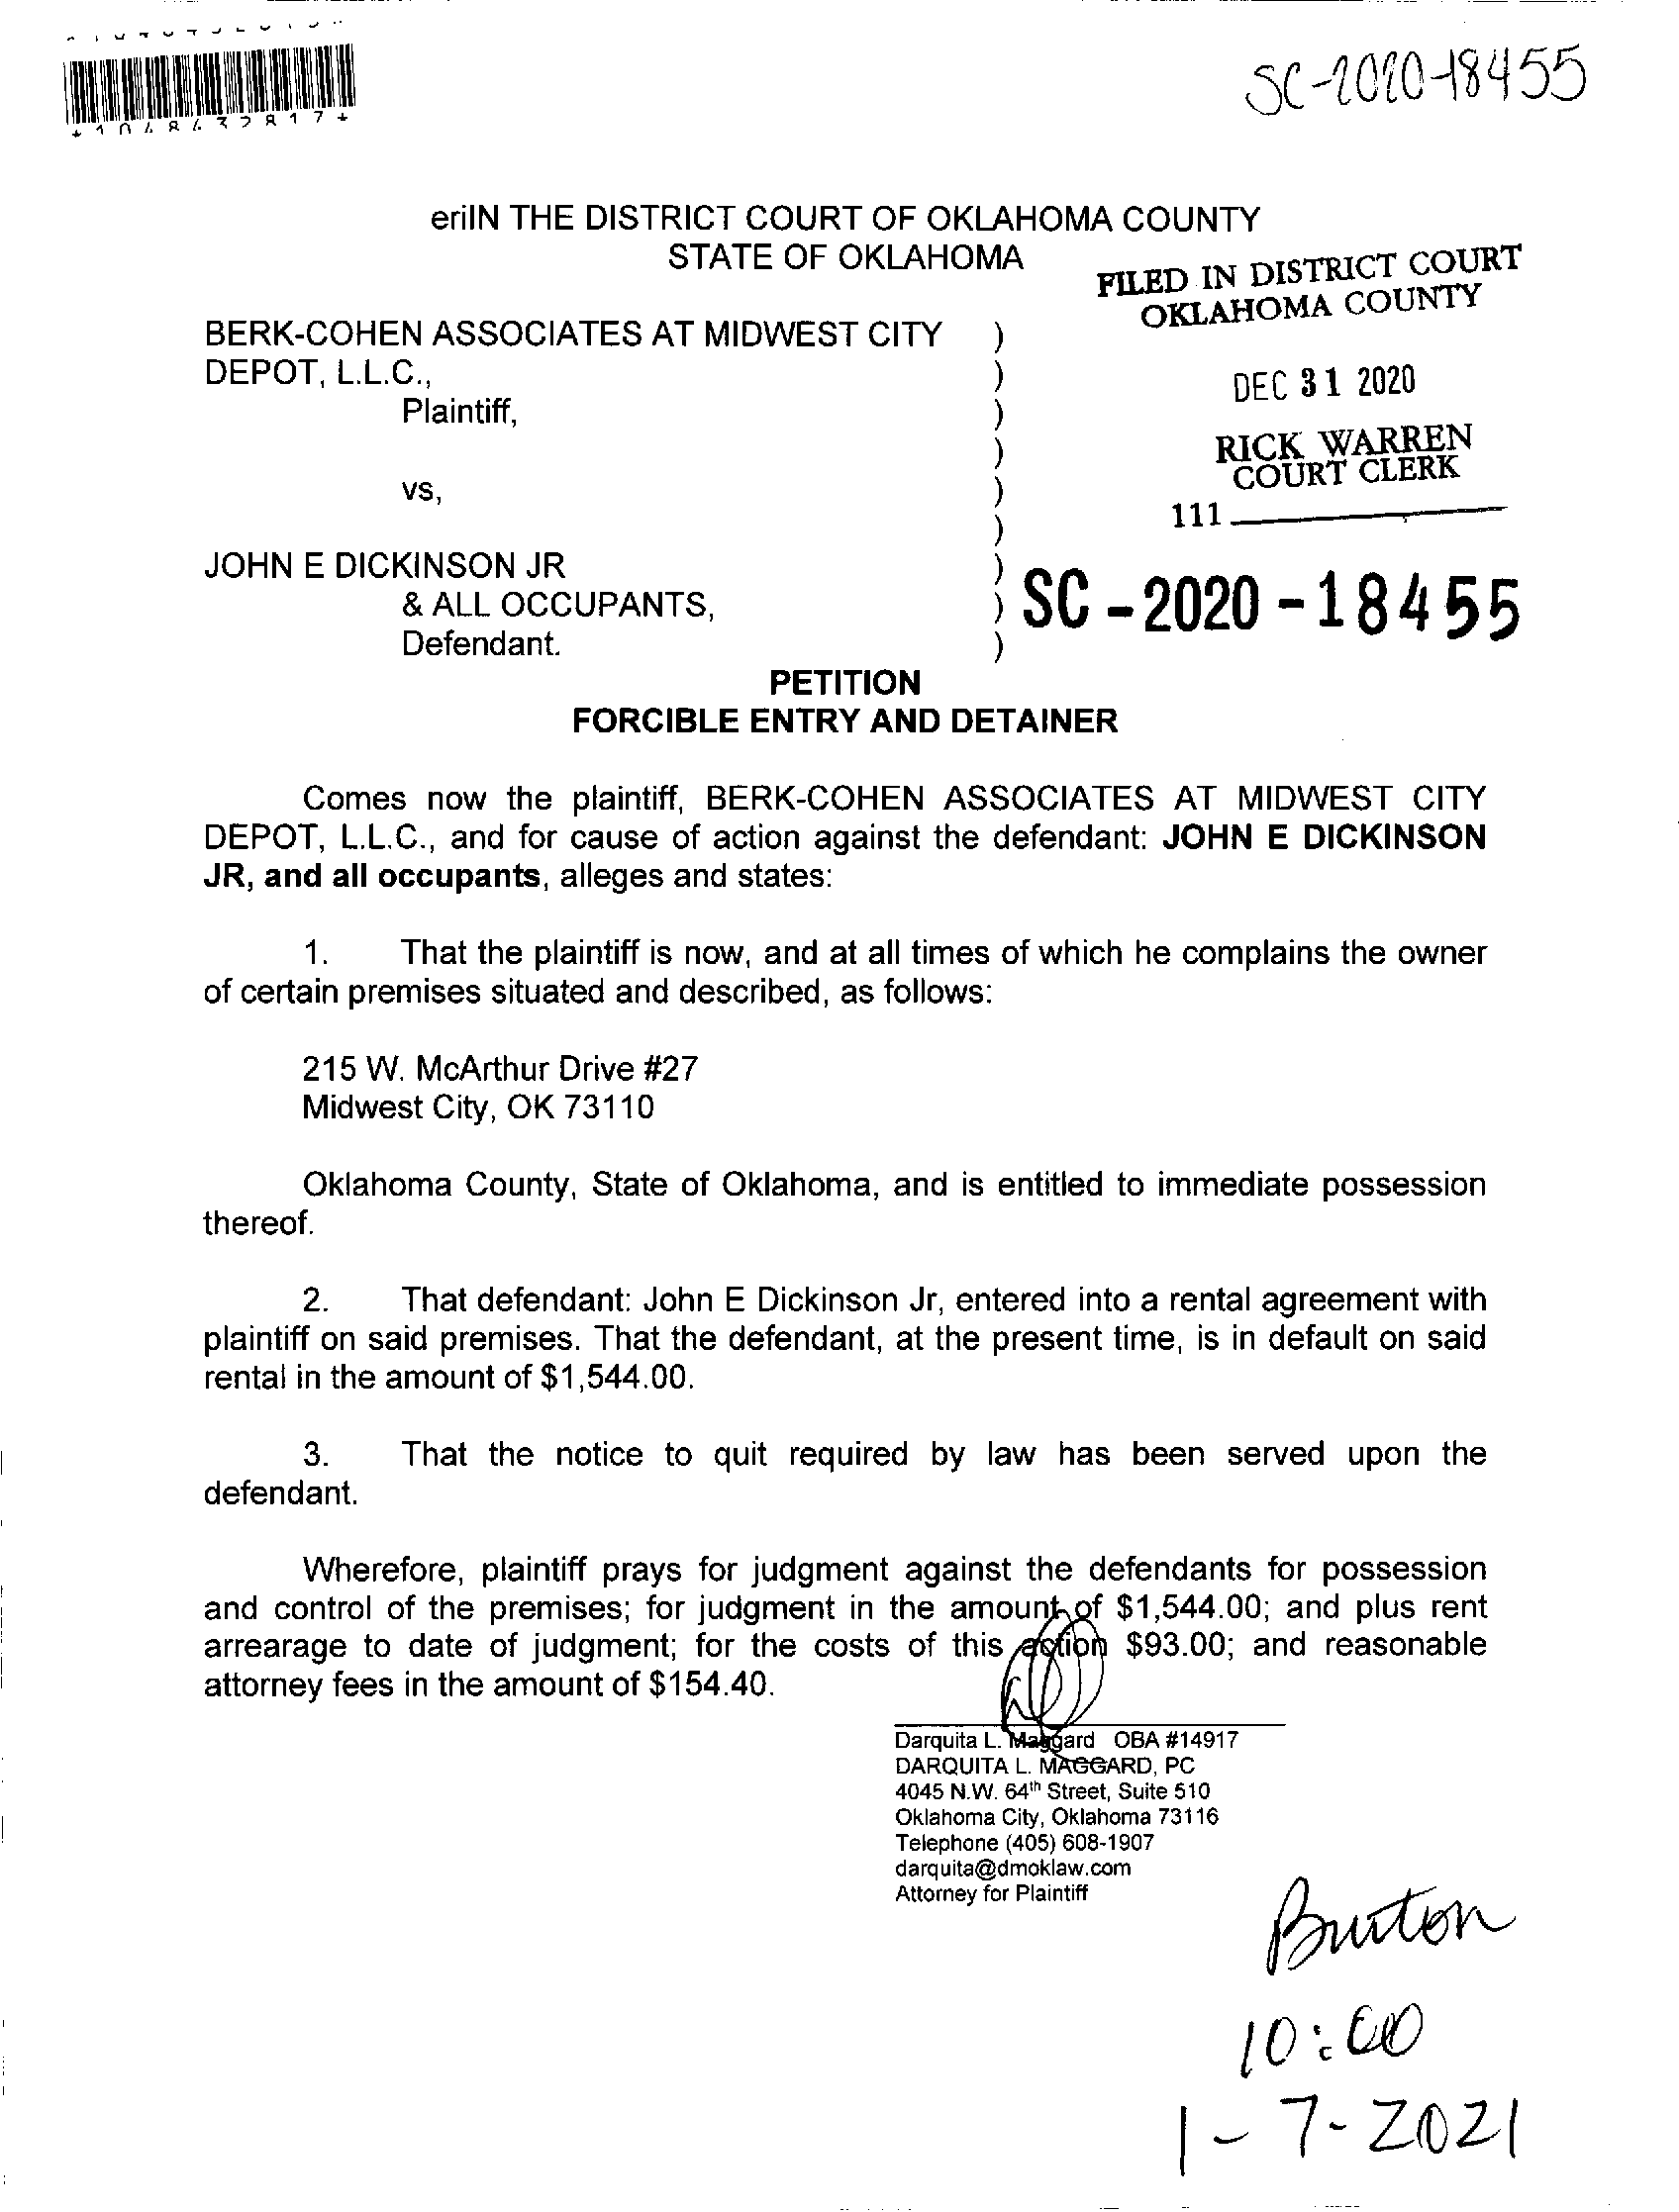 *1048432817*
SC-2020-18455
eriIN THE DISTRICT COURT OF OKLAHOMA COUNTY
STATE OF OKLAHOMA
FILED IN DISTRICT COURT
OKLAHOMA COUNTY
DEC 31 2020
RICK WARREN
COURT CLERK
111
BERK-COHEN ASSOCIATES AT MIDWEST CITY )
DEPOT, L.L.C., )
Plaintiff, )
)
vs, )
)
JOHN E DICKINSON JR )
& ALL OCCUPANTS, ) SC-2020-18455
Defendant. )
PETITION
FORCIBLE ENTRY AND DETAINER
Comes now the plaintiff, BERK-COHEN ASSOCIATES AT MIDWEST CITY
DEPOT, L.L.C., and for cause of action against the defendant: JOHN E DICKINSON
JR, and all occupants, alleges and states:
1. That the plaintiff is now, and at all times of which he complains the owner
of certain premises situated and described, as follows:
215 W. McArthur Drive #27
Midwest City, OK 73110
Oklahoma County, State of Oklahoma, and is entitled to immediate possession
thereof.
2. That defendant: John E Dickinson Jr, entered into a rental agreement with
plaintiff on said premises. That the defendant, at the present time, is in default on said
rental in the amount of $1,544.00.
3. That the notice to quit required by law has been served upon the
defendant.
Wherefore, plaintiff prays for judgment against the defendants for possession
and control of the premises; for judgment in the amount of $1,544.00; and plus rent
arrearage to date of judgment; for the costs of this action $93.00; and reasonable
attorney fees in the amount of $154.40.
Darquita L. Maggard OBA #14917
DARQUITA L. MAGGARD, PC
4045 N.W. 64th Street, Suite 510
Oklahoma City, Oklahoma 73116
Telephone (405) 608-1907
darquita@dmoklaw.com
Attorney for Plaintiff
Burton
10:00
1-7-2021